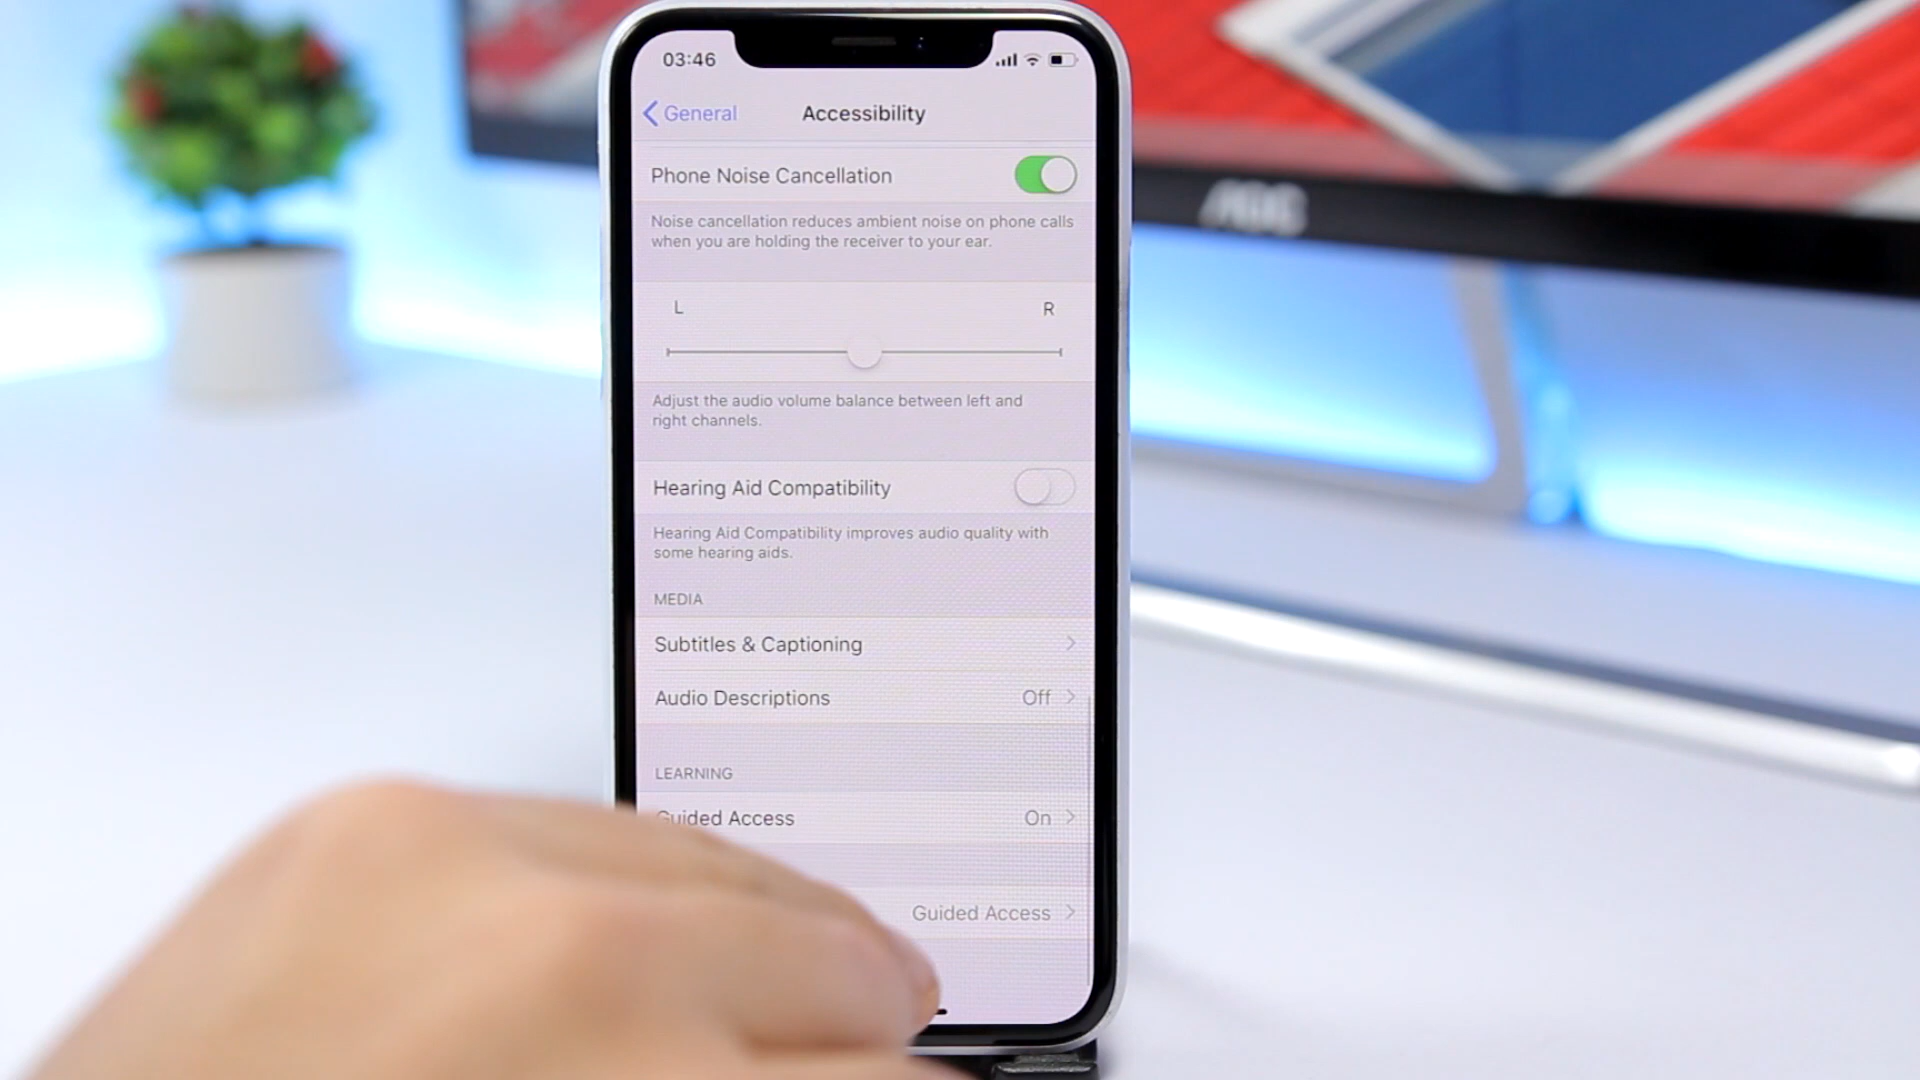 03:46
General
Accessibility
Phone Noise Cancellation
Noise cancellation reduces ambient noise on phone calls
when you are holding the receiver to your ear.
L R
Adjust the audio volume balance between left and
right channels.
Hearing Aid Compatibility
Hearing Aid Compatibility improves audio quality with
some hearing aids.
MEDIA
Subtitles & Captioning
Audio Descriptions Off
LEARNING
Guided Access On
Guided Access
AOC